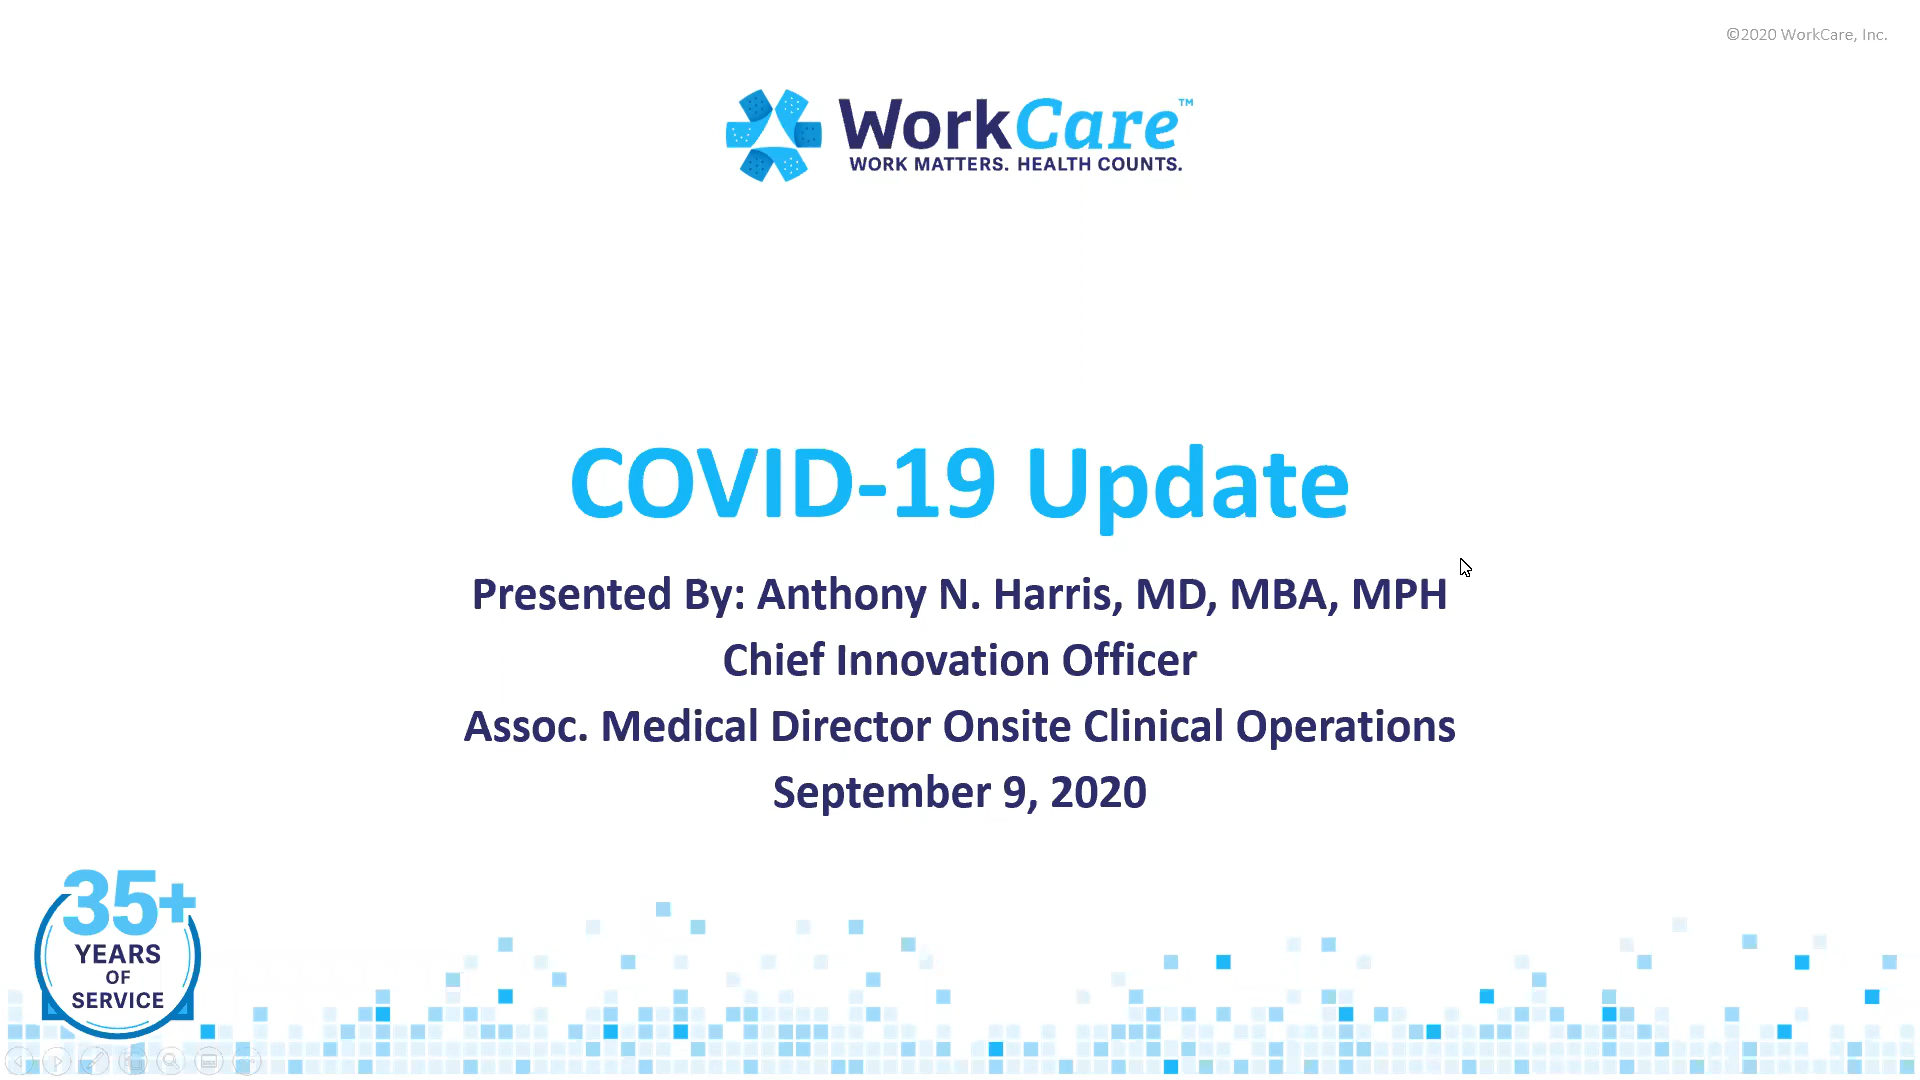 ©2020 WorkCare, Inc.
WorkCare™
WORK MATTERS. HEALTH COUNTS.
COVID-19 Update
Presented By: Anthony N. Harris, MD, MBA, MPH
Chief Innovation Officer
Assoc. Medical Director Onsite Clinical Operations
September 9, 2020
35+
YEARS
OF
SERVICE